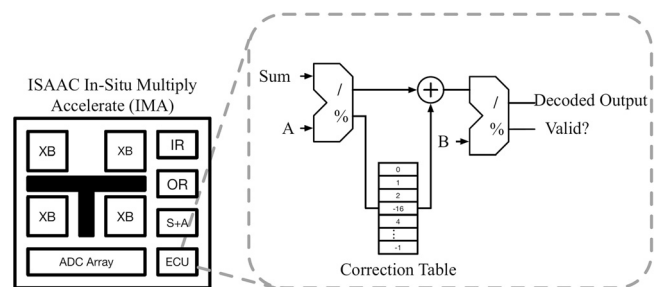 ISAAC In-Situ Multiply
Accelerate (IMA)
XB
XB
IR
OR
XB
XB
S+A
ADC Array
ECU
Sum
A
/
%
+
B
/
%
Decoded Output
Valid?
0
1
2
-16
4
⋮
-1
Correction Table